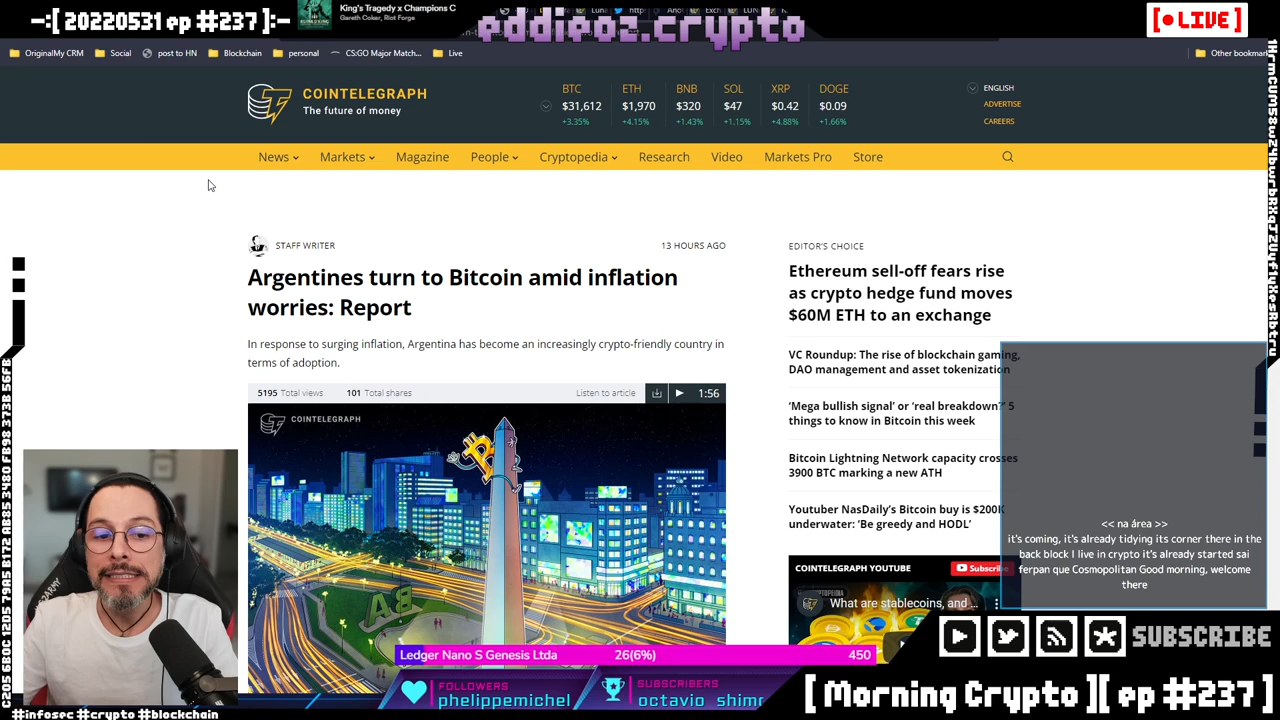 -:[ 20220531 ep #237 ]:-
King's Tragedy x Champions C
Gareth Coker, Riot Forge
eddieoz.crypto
[● LIVE]
OriginalMy CRM
Social
post to HN
Blockchain
personal
CS:GO Major Match...
Live
Other bookmar
COINTELEGRAPH
The future of money
BTC ETH BNB SOL XRP DOGE
$31,612 $1,970 $320 $47 $0.42 $0.09
+3.35% +4.15% +1.43% +1.15% +4.88% +1.66%
ENGLISH
ADVERTISE
CAREERS
News Markets Magazine People Cryptopedia Research Video Markets Pro Store
STAFF WRITER
13 HOURS AGO
Argentines turn to Bitcoin amid inflation
worries: Report
In response to surging inflation, Argentina has become an increasingly crypto-friendly country in
terms of adoption.
5195 Total views 101 Total shares
Listen to article
1:56
COINTELEGRAPH
EDITOR'S CHOICE
Ethereum sell-off fears rise
as crypto hedge fund moves
$60M ETH to an exchange
VC Roundup: The rise of blockchain gaming,
DAO management and asset tokenization
'Mega bullish signal' or 'real breakdown?' 5
things to know in Bitcoin this week
Bitcoin Lightning Network capacity crosses
3900 BTC marking a new ATH
Youtuber NasDaily's Bitcoin buy is $200K
underwater: 'Be greedy and HODL'
COINTELEGRAPH YOUTUBE
Subscribe
What are stablecoins, and ...
<< na área >>
it's coming, it's already tidying its corner there in the
back block I live in crypto it's already started sai
ferpan que Cosmopolitan Good morning, welcome
there
Ledger Nano S Genesis Ltda 26(6%) 450
FOLLOWERS
phelippemichel
SUBSCRIBERS
octavio shim
SUBSCRIBE
[ Morning Crypto ][ ep #237 ]
#infosec #crypto #blockchain